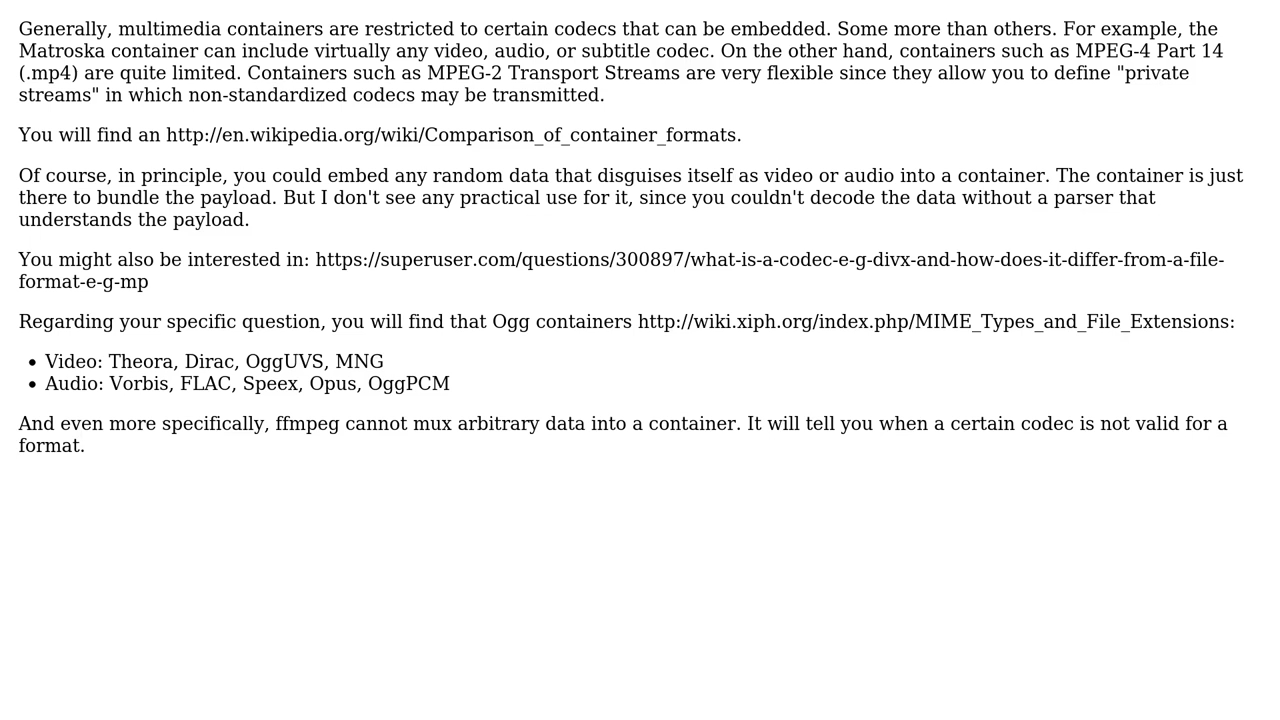 Generally, multimedia containers are restricted to certain codecs that can be embedded. Some more than others. For example, the
Matroska container can include virtually any video, audio, or subtitle codec. On the other hand, containers such as MPEG-4 Part 14
(.mp4) are quite limited. Containers such as MPEG-2 Transport Streams are very flexible since they allow you to define "private
streams" in which non-standardized codecs may be transmitted.
You will find an http://en.wikipedia.org/wiki/Comparison_of_container_formats.
Of course, in principle, you could embed any random data that disguises itself as video or audio into a container. The container is just
there to bundle the payload. But I don't see any practical use for it, since you couldn't decode the data without a parser that
understands the payload.
You might also be interested in: https://superuser.com/questions/300897/what-is-a-codec-e-g-divx-and-how-does-it-differ-from-a-file-
format-e-g-mp
Regarding your specific question, you will find that Ogg containers http://wiki.xiph.org/index.php/MIME_Types_and_File_Extensions:
• Video: Theora, Dirac, OggUVS, MNG
• Audio: Vorbis, FLAC, Speex, Opus, OggPCM
And even more specifically, ffmpeg cannot mux arbitrary data into a container. It will tell you when a certain codec is not valid for a
format.